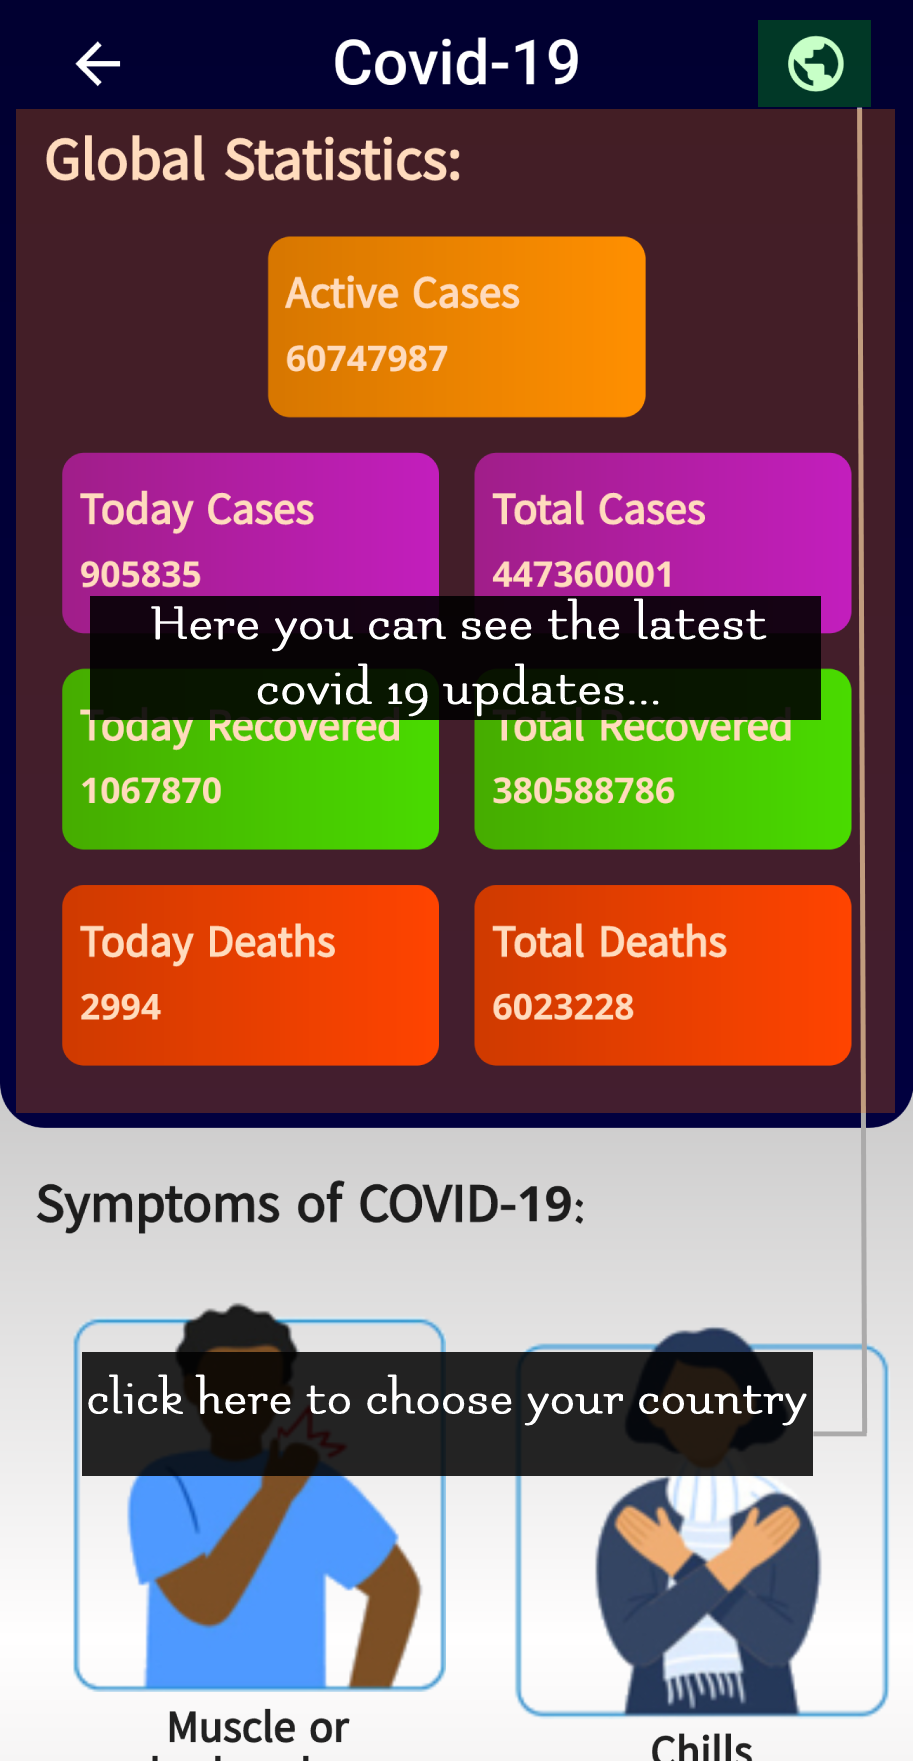 Covid-19
Global Statistics:
Active Cases
60747987
Today Cases
905835
Total Cases
447360001
Here you can see the latest
covid 19 updates...
Today Recovered
1067870
Total Recovered
380588786
Today Deaths
2994
Total Deaths
6023228
Symptoms of COVID-19:
click here to choose your country
Muscle or
Chills